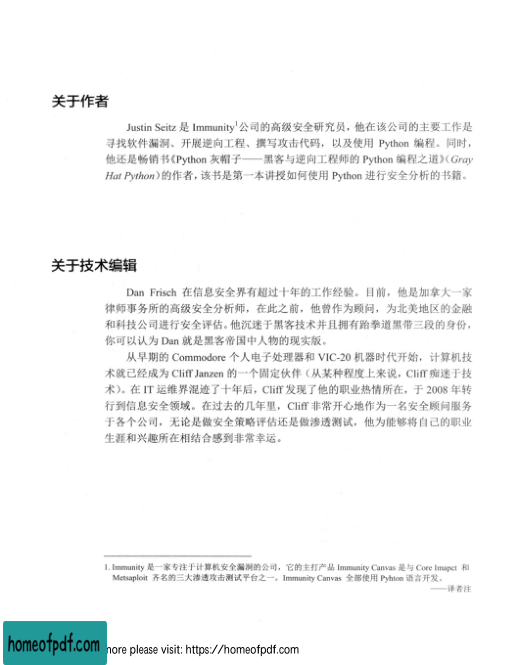 关于作者
Justin Seitz 是 Immunity1公司的高级安全研究员，他在该公司的主要工作是
寻找软件漏洞、开展逆向工程、撰写攻击代码，以及使用 Python 编程。同时，
他还是畅销书《Python 灰帽子——黑客与逆向工程师的 Python 编程之道》（Gray
Hat Python）的作者，该书是第一本讲授如何使用 Python 进行安全分析的书籍。
关于技术编辑
Dan Frisch 在信息安全界有超过十年的工作经验。目前，他是加拿大一家
律师事务所的高级安全分析师，在此之前，他曾作为顾问，为北美地区的金融
和科技公司进行安全评估。他沉迷于黑客技术并且拥有跆拳道黑带三段的身份，
你可以认为 Dan 就是黑客帝国中人物的现实版。
从早期的 Commodore 个人电子处理器和 VIC-20 机器时代开始，计算机技
术就已经成为 Cliff Janzen 的一个固定伙伴（从某种程度上来说，Cliff 痴迷于技
术）。在 IT 运维界混迹了十年后，Cliff 发现了他的职业热情所在，于 2008 年转
行到信息安全领域。在过去的几年里，Cliff 非常开心地作为一名安全顾问服务
于各个公司，无论是做安全策略评估还是做渗透测试，他为能够将自己的职业
生涯和兴趣所在相结合感到非常幸运。
1. Immunity 是一家专注于计算机安全漏洞的公司，它的主打产品 Immunity Canvas 是与 Core Imapct 和
Metsaploit 齐名的三大渗透攻击测试平台之一。Immunity Canvas 全部使用 Pyhton 语言开发。
——译者注
homeofpdf.com
more please visit: https://homeofpdf.com